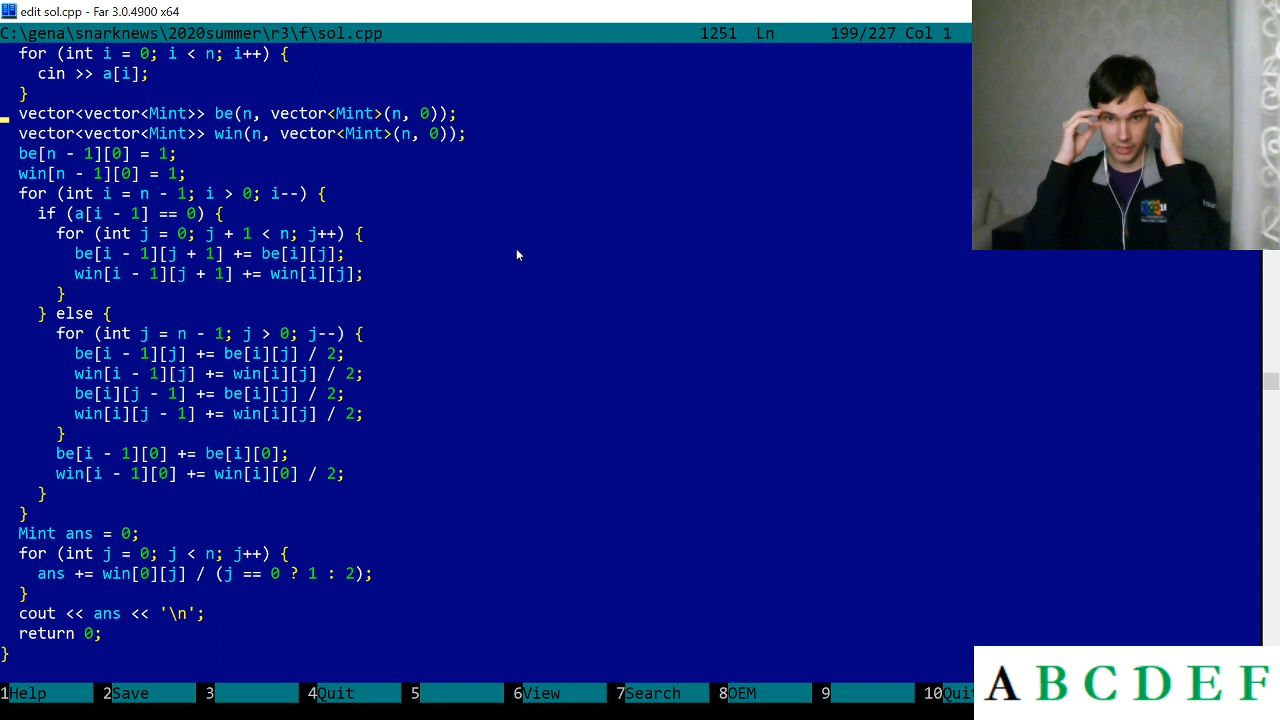 edit sol.cpp - Far 3.0.4900 x64
C:\gena\snarknews\2020summer\r3\f\sol.cpp 1251 Ln 199/227 Col 1
for (int i = 0; i < n; i++) {
cin >> a[i];
}
vector<vector<Mint>> be(n, vector<Mint>(n, 0));
vector<vector<Mint>> win(n, vector<Mint>(n, 0));
be[n - 1][0] = 1;
win[n - 1][0] = 1;
for (int i = n - 1; i > 0; i--) {
if (a[i - 1] == 0) {
for (int j = 0; j + 1 < n; j++) {
be[i - 1][j + 1] += be[i][j];
win[i - 1][j + 1] += win[i][j];
}
} else {
for (int j = n - 1; j > 0; j--) {
be[i - 1][j] += be[i][j] / 2;
win[i - 1][j] += win[i][j] / 2;
be[i][j - 1] += be[i][j] / 2;
win[i][j - 1] += win[i][j] / 2;
}
be[i - 1][0] += be[i][0];
win[i - 1][0] += win[i][0] / 2;
}
}
Mint ans = 0;
for (int j = 0; j < n; j++) {
ans += win[0][j] / (j == 0 ? 1 : 2);
}
cout << ans << '\n';
return 0;
}
1Help 2Save 3 4Quit 5 6View 7Search 8OEM 9 10Quit
A B C D E F